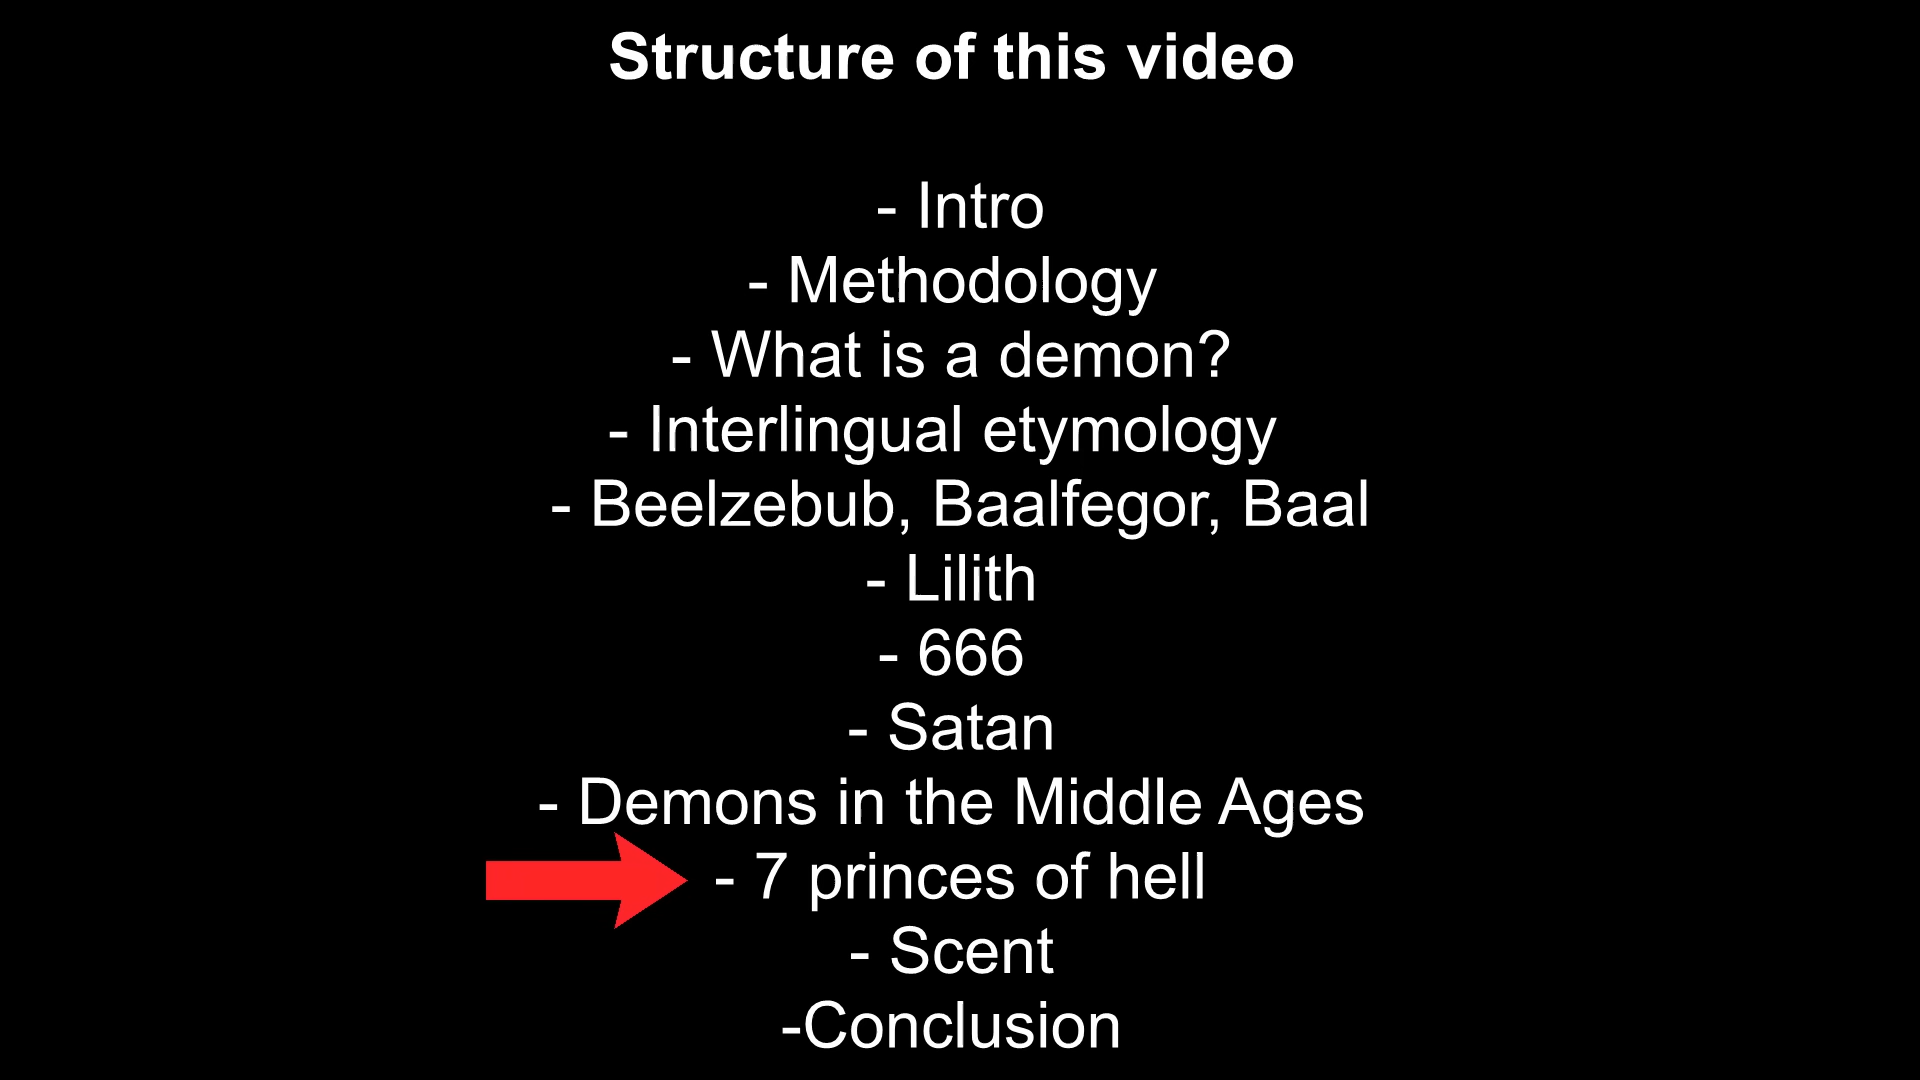 Structure of this video
- Intro
- Methodology
- What is a demon?
- Interlingual etymology
- Beelzebub, Baalfegor, Baal
- Lilith
- 666
- Satan
- Demons in the Middle Ages
- 7 princes of hell
- Scent
-Conclusion